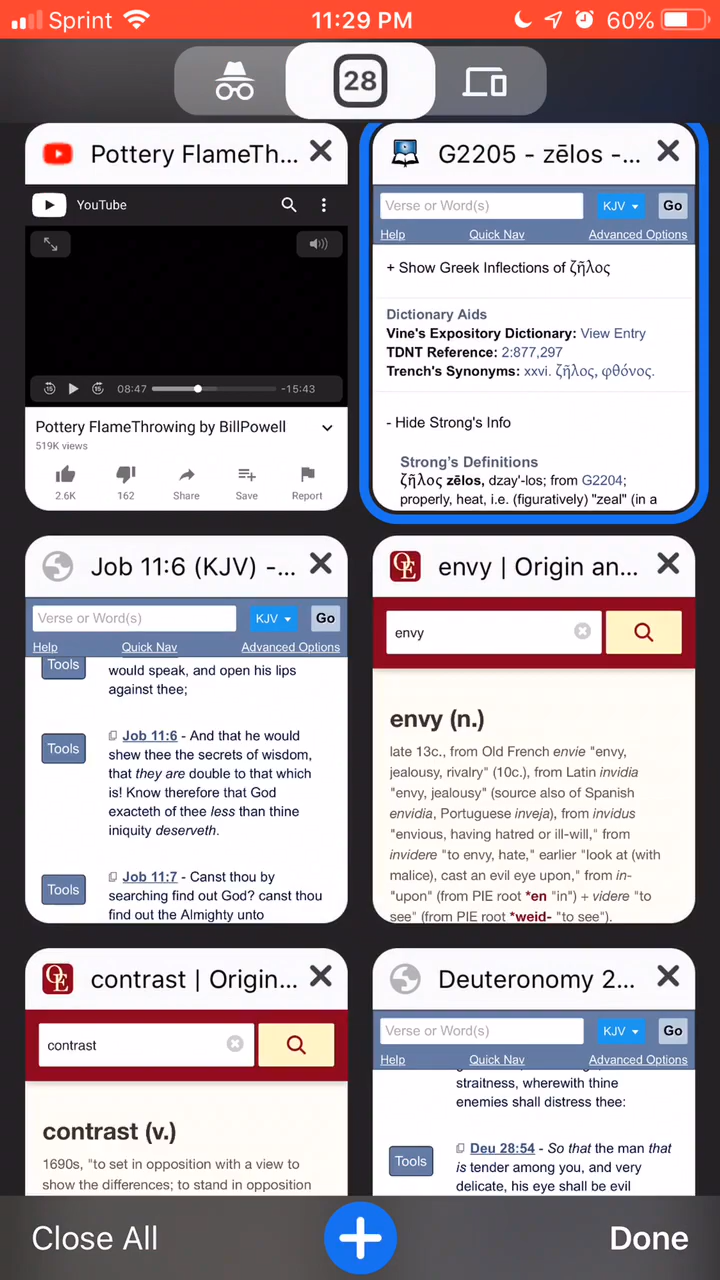 Sprint 11:29 PM 60%
28
Pottery FlameTh...
YouTube
15 15 08:47 -15:43
Pottery FlameThrowing by BillPowell
519K views
2.6K 162 Share Save Report
G2205 - zēlos -...
Verse or Word(s) KJV Go
Help Quick Nav Advanced Options
+ Show Greek Inflections of ζῆλος
Dictionary Aids
Vine's Expository Dictionary: View Entry
TDNT Reference: 2:877,297
Trench's Synonyms: xxvi. ζῆλος, φθόνος.
- Hide Strong's Info
Strong's Definitions
ζῆλος zēlos, dzay'-los; from G2204;
properly, heat, i.e. (figuratively) "zeal" (in a
Job 11:6 (KJV) -...
Verse or Word(s) KJV Go
Help Quick Nav Advanced Options
Tools would speak, and open his lips
against thee;
Tools Job 11:6 - And that he would
shew thee the secrets of wisdom,
that they are double to that which
is! Know therefore that God
exacteth of thee less than thine
iniquity deserveth.
Tools Job 11:7 - Canst thou by
searching find out God? canst thou
find out the Almighty unto
OE envy | Origin an...
envy
envy (n.)
late 13c., from Old French envie "envy,
jealousy, rivalry" (10c.), from Latin invidia
"envy, jealousy" (source also of Spanish
envidia, Portuguese inveja), from invidus
"envious, having hatred or ill-will," from
invidere "to envy, hate," earlier "look at (with
malice), cast an evil eye upon," from in-
"upon" (from PIE root *en "in") + videre "to
see" (from PIE root *weid- "to see").
OE contrast | Origin...
contrast
contrast (v.)
1690s, "to set in opposition with a view to
show the differences; to stand in opposition
Deuteronomy 2...
Verse or Word(s) KJV Go
Help Quick Nav Advanced Options
straitness, wherewith thine
enemies shall distress thee:
Tools Deu 28:54 - So that the man that
is tender among you, and very
delicate, his eye shall be evil
Close All Done